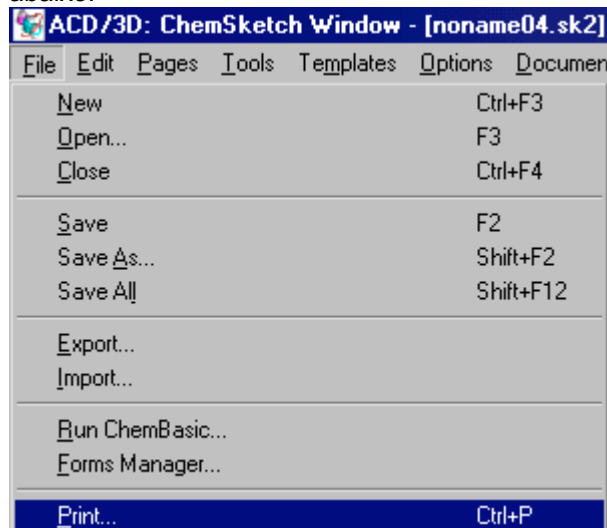 ACD/3D: ChemSketch Window - [noname04.sk2]
File Edit Pages Tools Templates Options Documen
New Ctrl+F3
Open... F3
Close Ctrl+F4
Save F2
Save As... Shift+F2
Save All Shift+F12
Export...
Import...
Run ChemBasic...
Forms Manager...
Print... Ctrl+P